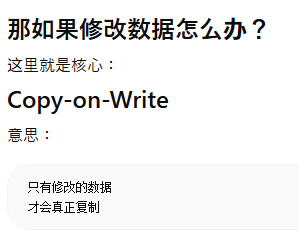 那如果修改数据怎么办？
这里就是核心：
Copy-on-Write
意思：
只有修改的数据
才会真正复制